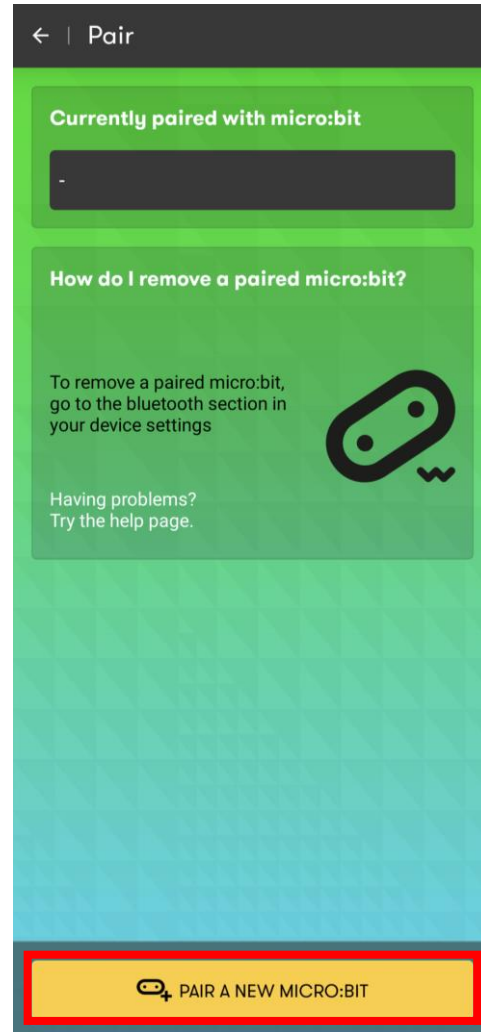 ← | Pair
Currently paired with micro:bit
-
How do I remove a paired micro:bit?
To remove a paired micro:bit,
go to the bluetooth section in
your device settings
Having problems?
Try the help page.
PAIR A NEW MICRO:BIT